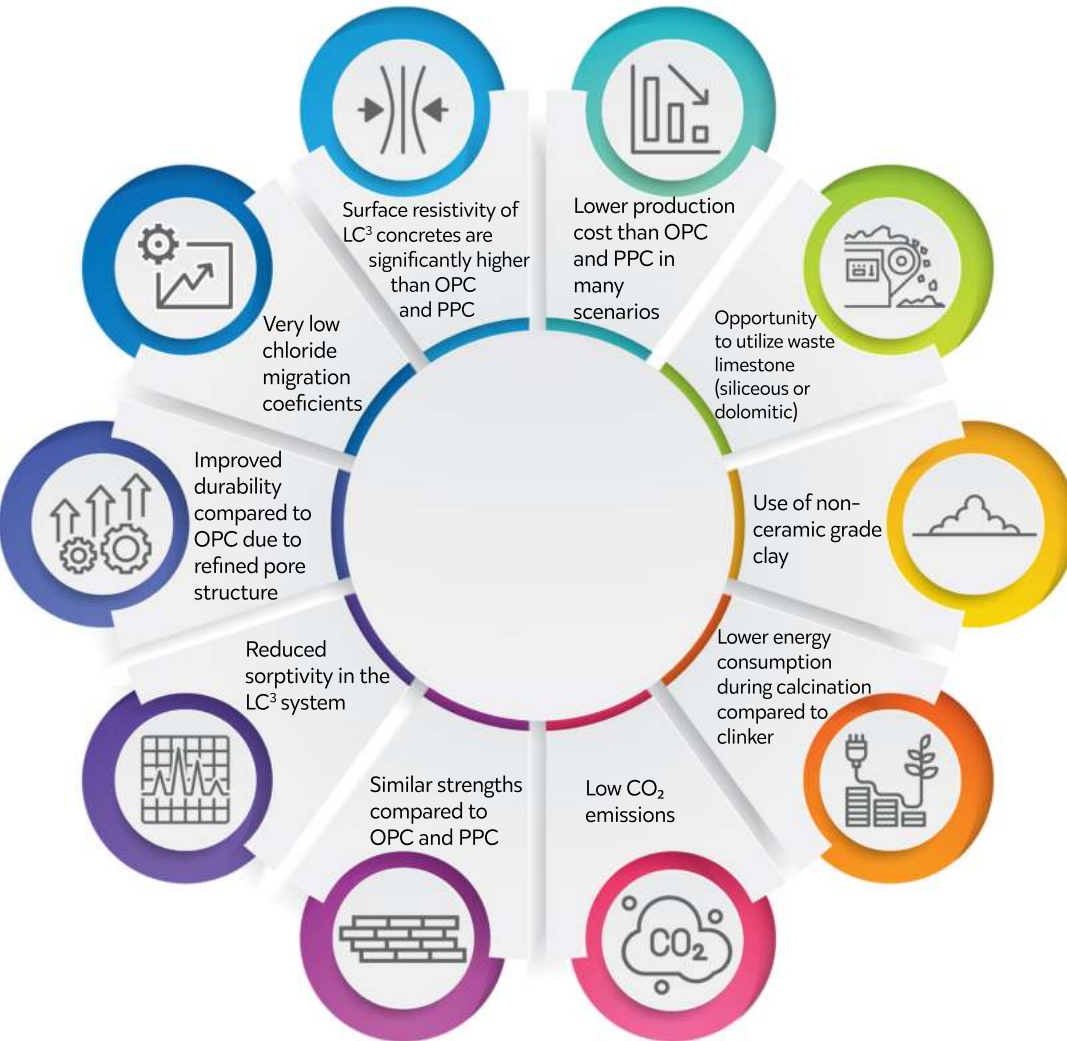 Surface resistivity of
LC³ concretes are
significantly higher
than OPC
and PPC
Lower production
cost than OPC
and PPC in
many
scenarios
Opportunity
to utilize waste
limestone
(siliceous or
dolomitic)
Use of non-
ceramic grade
clay
Lower energy
consumption
during calcination
compared to
clinker
Low CO₂
emissions
CO₂
Similar strengths
compared to
OPC and PPC
Reduced
sorptivity in the
LC³ system
Improved
durability
compared to
OPC due to
refined pore
structure
Very low
chloride
migration
coeficients